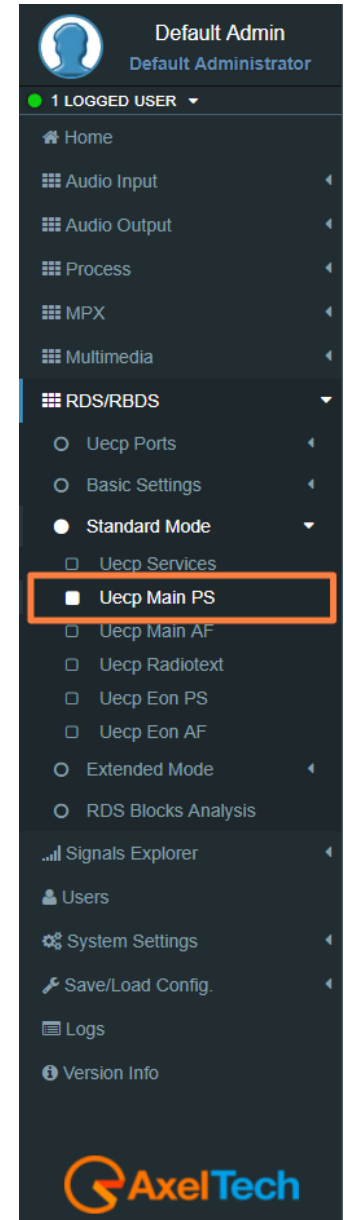 Default Admin
Default Administrator
1 LOGGED USER
Home
Audio Input
Audio Output
Process
MPX
Multimedia
RDS/RBDS
Uecp Ports
Basic Settings
Standard Mode
Uecp Services
Uecp Main PS
Uecp Main AF
Uecp Radiotext
Uecp Eon PS
Uecp Eon AF
Extended Mode
RDS Blocks Analysis
Signals Explorer
Users
System Settings
Save/Load Config.
Logs
Version Info
AxelTech